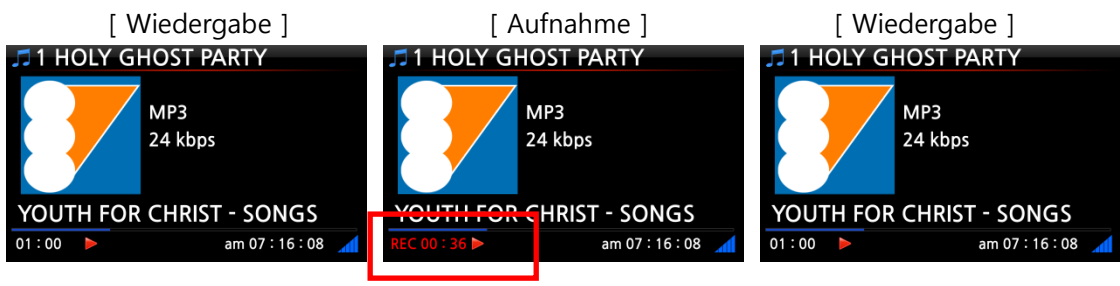 [ Wiedergabe ]
[ Aufnahme ]
[ Wiedergabe ]
1 HOLY GHOST PARTY
MP3
24 kbps
YOUTH FOR CHRIST - SONGS
01 : 00
am 07 : 16 : 08
1 HOLY GHOST PARTY
MP3
24 kbps
YOUTH FOR CHRIST - SONGS
REC 00 : 36
am 07 : 16 : 08
1 HOLY GHOST PARTY
MP3
24 kbps
YOUTH FOR CHRIST - SONGS
01 : 00
am 07 : 16 : 08